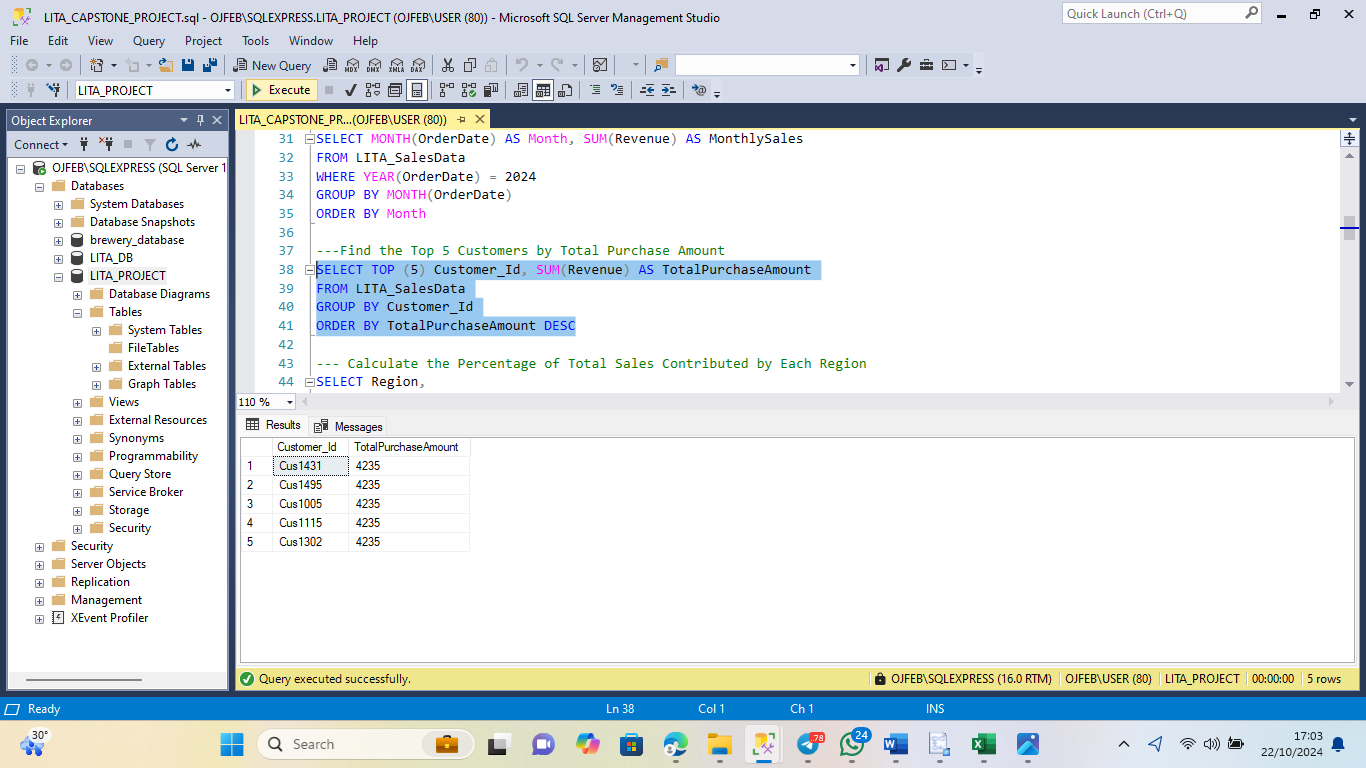 LITA_CAPSTONE_PROJECT.sql - OJFEB\SQLEXPRESS.LITA_PROJECT (OJFEB\USER (80)) - Microsoft SQL Server Management Studio
Quick Launch (Ctrl+Q)
File Edit View Query Project Tools Window Help
New Query
MDX DMX XMLA DAX
LITA_PROJECT
Execute
Object Explorer
Connect
OJFEB\SQLEXPRESS (SQL Server 1
Databases
System Databases
Database Snapshots
brewery_database
LITA_DB
LITA_PROJECT
Database Diagrams
Tables
System Tables
FileTables
External Tables
Graph Tables
Views
External Resources
Synonyms
Programmability
Query Store
Service Broker
Storage
Security
Security
Server Objects
Replication
Management
XEvent Profiler
LITA_CAPSTONE_PR...(OJFEB\USER (80))
31 SELECT MONTH(OrderDate) AS Month, SUM(Revenue) AS MonthlySales
32 FROM LITA_SalesData
33 WHERE YEAR(OrderDate) = 2024
34 GROUP BY MONTH(OrderDate)
35 ORDER BY Month
36
37 ---Find the Top 5 Customers by Total Purchase Amount
38 SELECT TOP (5) Customer_Id, SUM(Revenue) AS TotalPurchaseAmount
39 FROM LITA_SalesData
40 GROUP BY Customer_Id
41 ORDER BY TotalPurchaseAmount DESC
42
43 --- Calculate the Percentage of Total Sales Contributed by Each Region
44 SELECT Region,
110 %
Results Messages
Customer_Id TotalPurchaseAmount
1 Cus1431 4235
2 Cus1495 4235
3 Cus1005 4235
4 Cus1115 4235
5 Cus1302 4235
Query executed successfully.
OJFEB\SQLEXPRESS (16.0 RTM) OJFEB\USER (80) LITA_PROJECT 00:00:00 5 rows
Ready Ln 38 Col 1 Ch 1 INS
30°
Search
78
24
17:03
22/10/2024